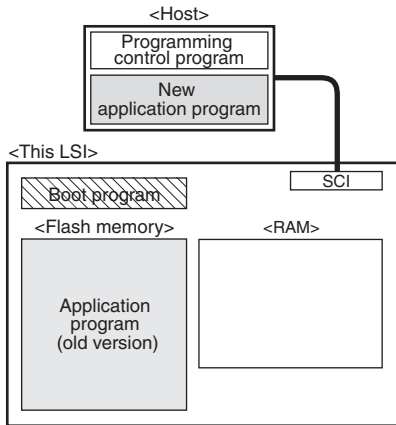 <Host>
Programming
control program
New
application program
<This LSI>
SCI
Boot program
<Flash memory>
<RAM>
Application
program
(old version)